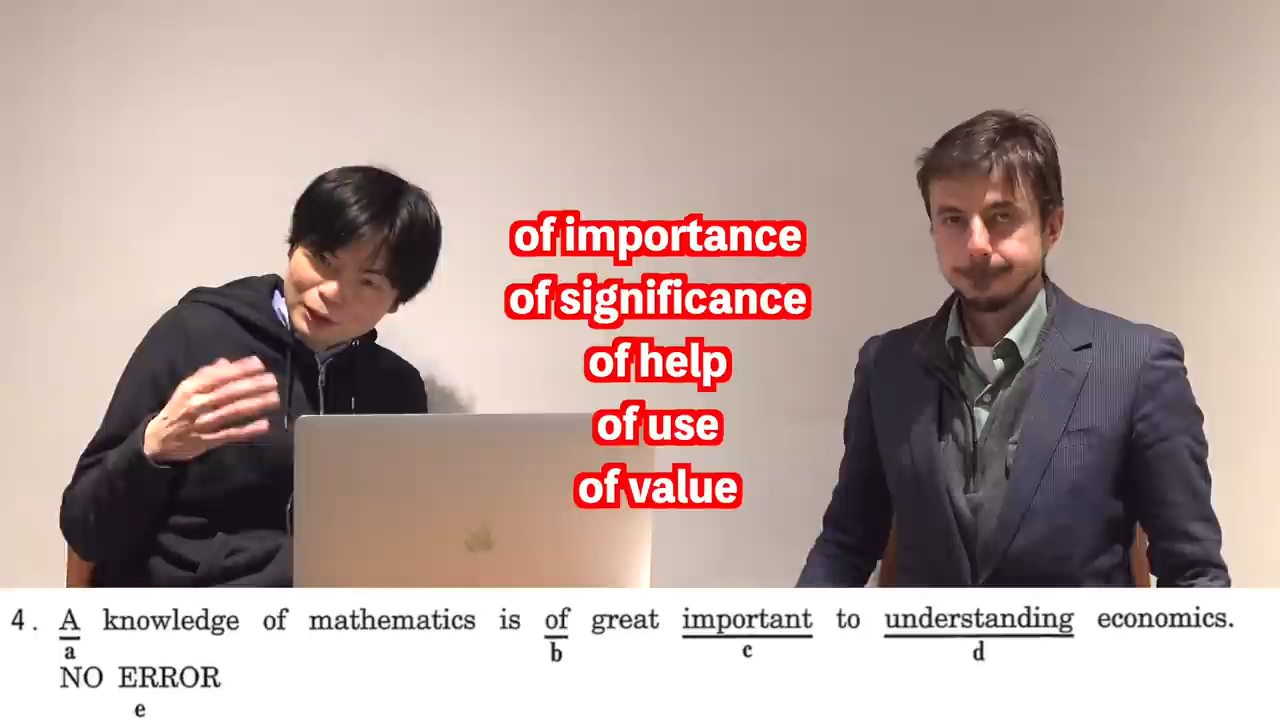 of importance
of significance
of help
of use
of value
4. A knowledge of mathematics is of great important to understanding economics.
a b c d
NO ERROR
e